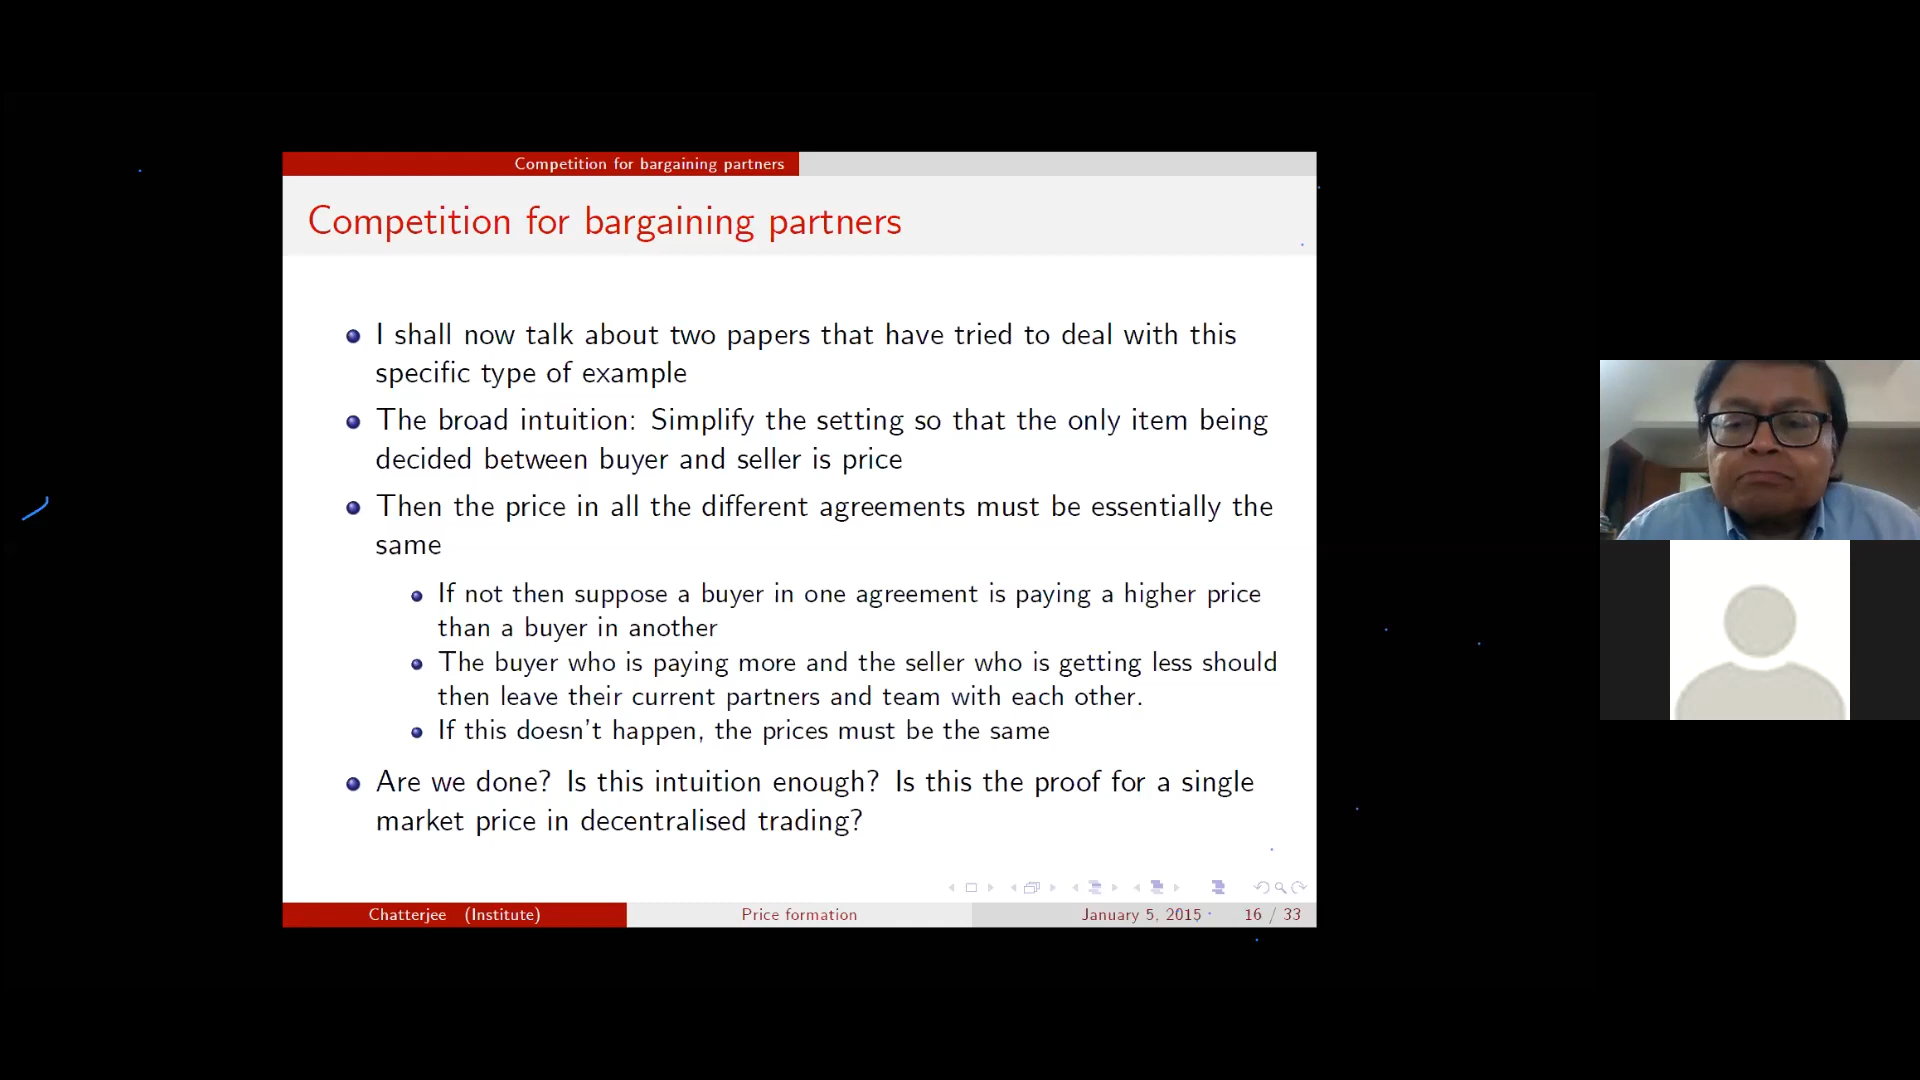 Competition for bargaining partners
Competition for bargaining partners
I shall now talk about two papers that have tried to deal with this
specific type of example
The broad intuition: Simplify the setting so that the only item being
decided between buyer and seller is price
Then the price in all the different agreements must be essentially the
same
If not then suppose a buyer in one agreement is paying a higher price
than a buyer in another
The buyer who is paying more and the seller who is getting less should
then leave their current partners and team with each other.
If this doesn't happen, the prices must be the same
Are we done? Is this intuition enough? Is this the proof for a single
market price in decentralised trading?
Chatterjee (Institute) Price formation January 5, 2015 16 / 33